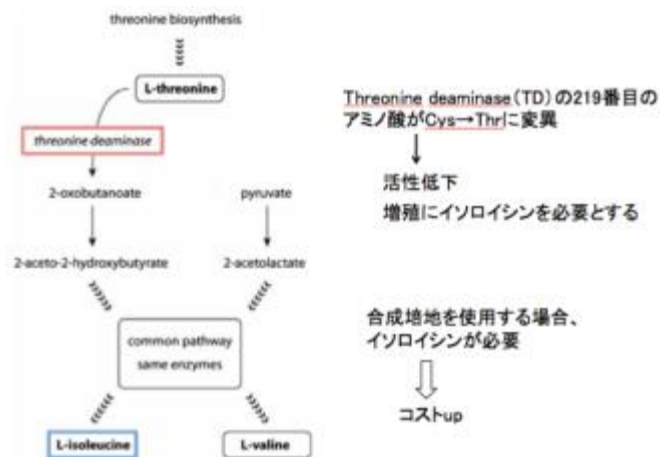 threonine biosynthesis
L-threonine
threonine deaminase
2-oxobutanoate
pyruvate
2-aceto-2-hydroxybutyrate
2-acetolactate
common pathway
same enzymes
L-isoleucine
L-valine
Threonine deaminase(TD)の219番目の
アミノ酸がCys→Thrに変異
活性低下
増殖にイソロイシンを必要とする
合成培地を使用する場合、
イソロイシンが必要
コストup